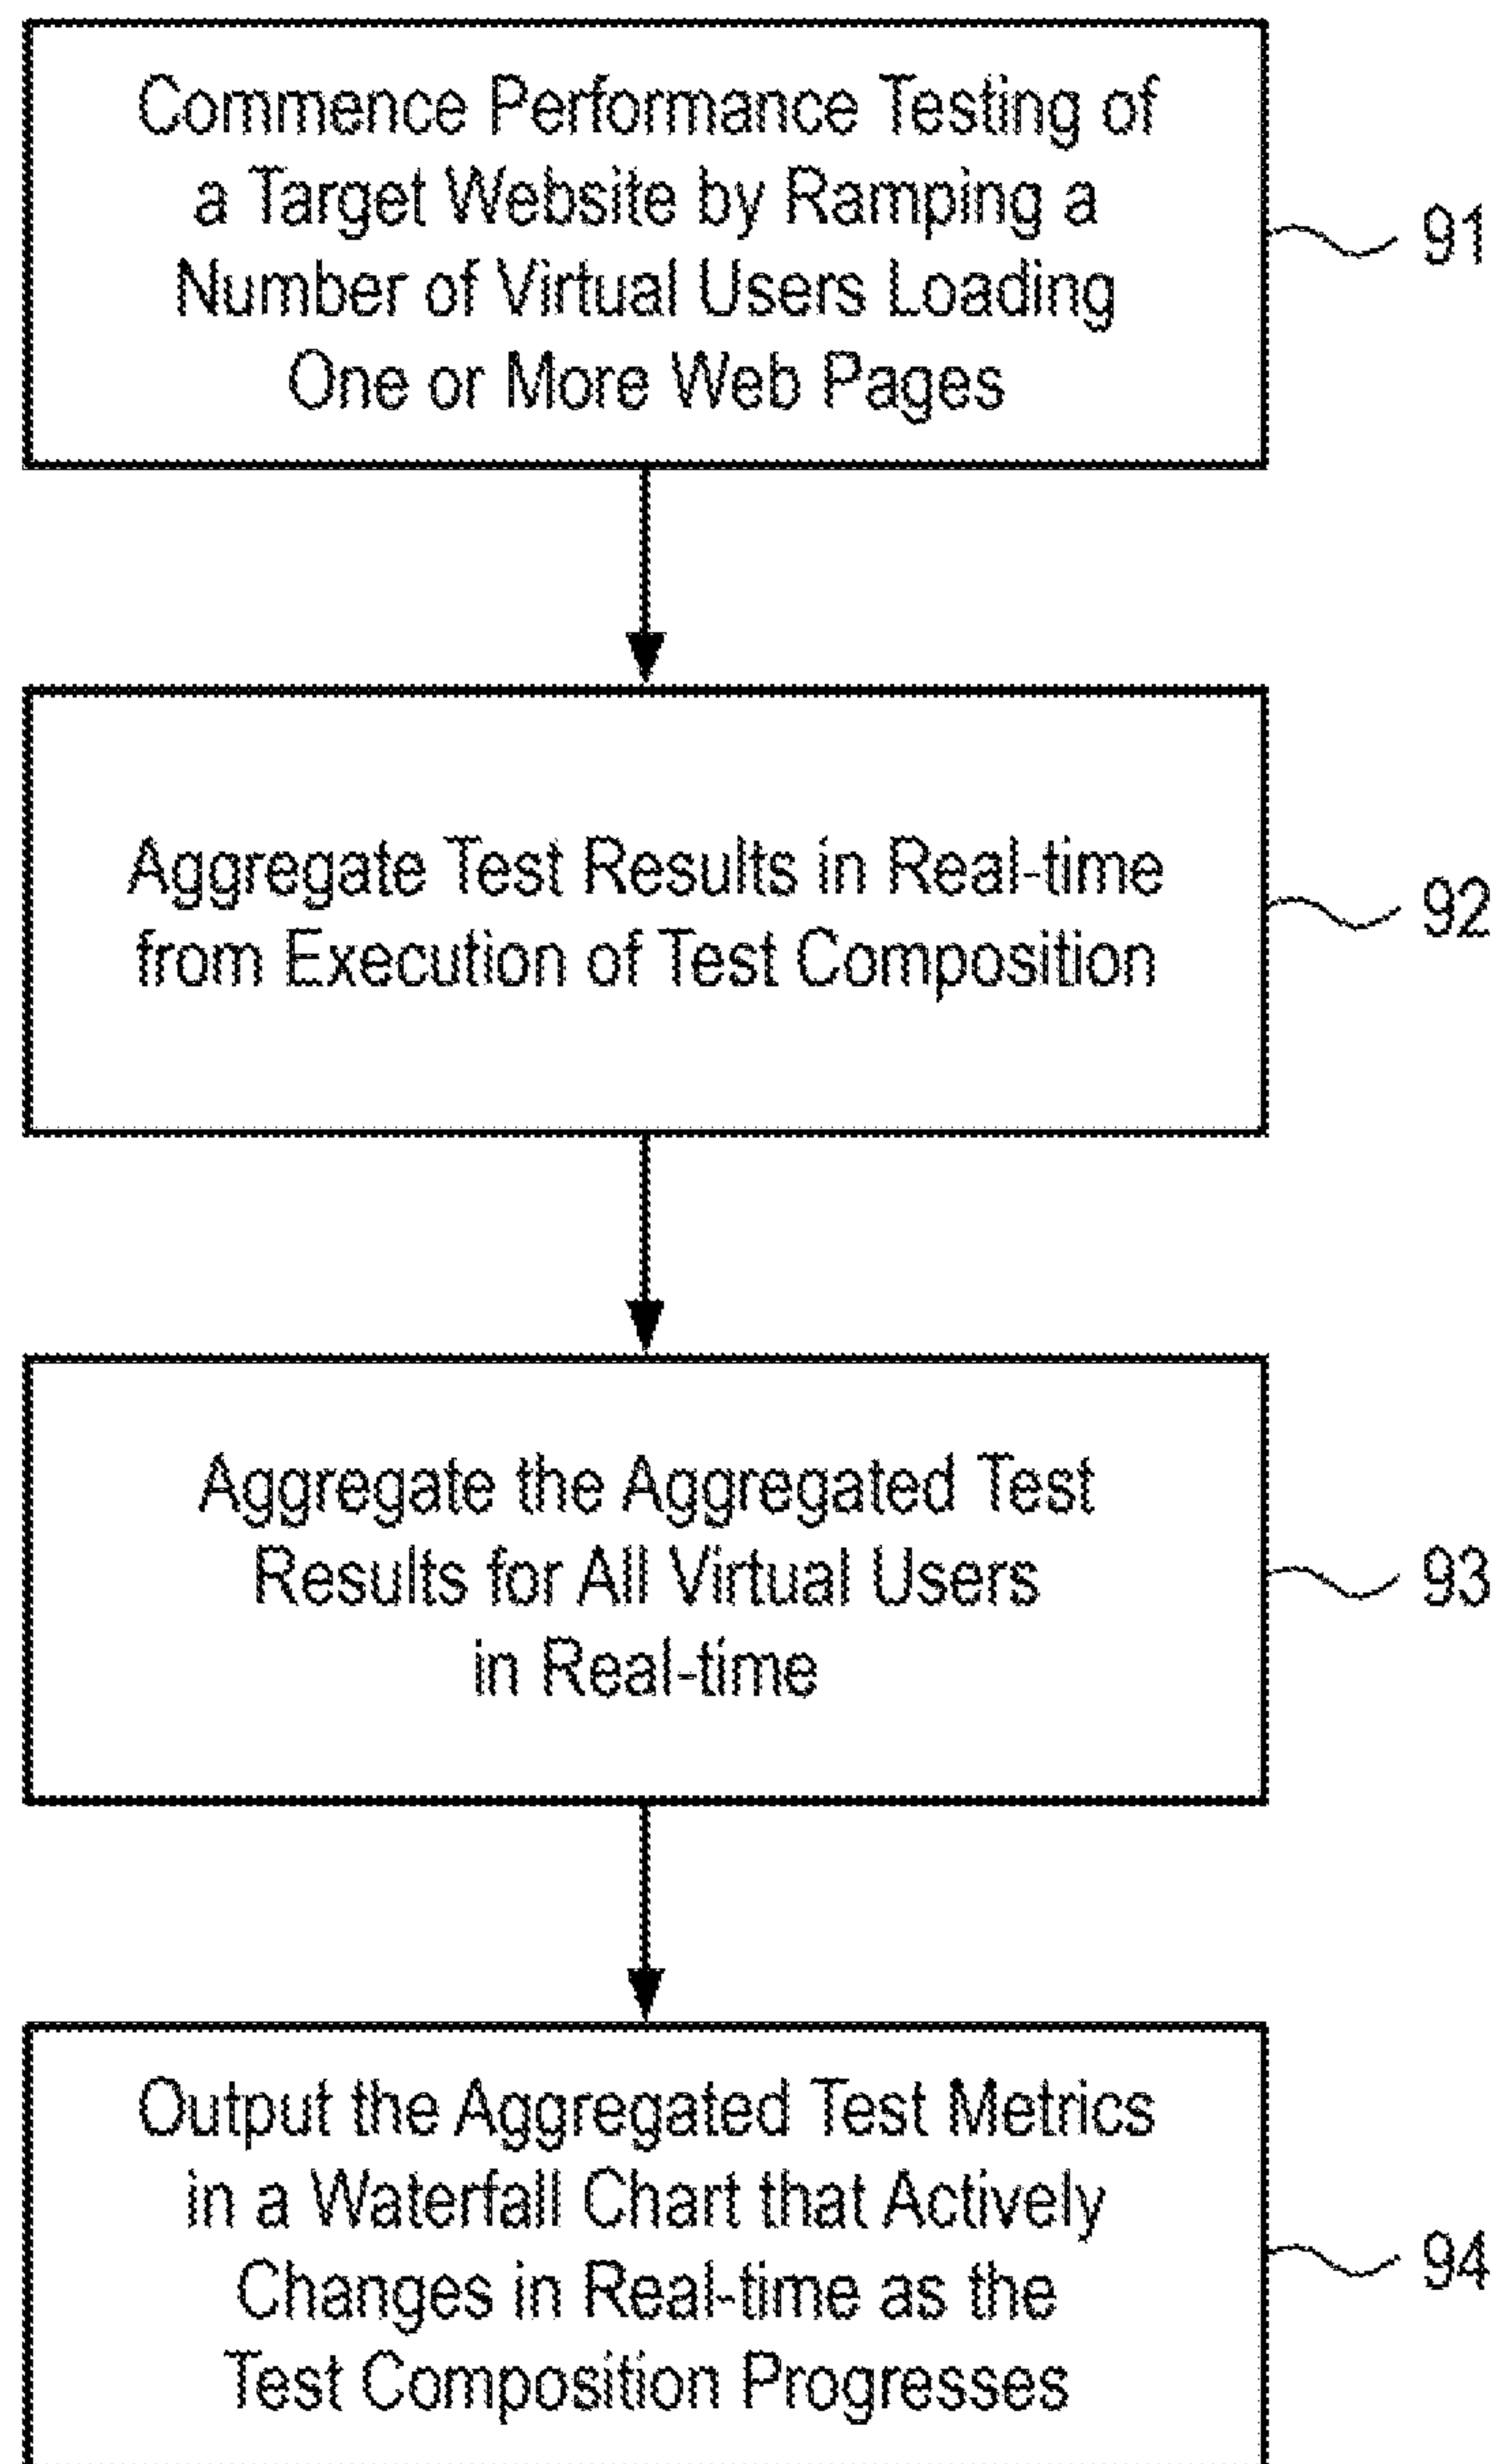 Commence Performance Testing of
a Target Website by Ramping a
Number of Virtual Users Loading
One or More Web Pages
91
Aggregate Test Results in Real-time
from Execution of Test Composition
92
Aggregate the Aggregated Test
Results for All Virtual Users
in Real-time
93
Output the Aggregated Test Metrics
in a Waterfall Chart that Actively
Changes in Real-time as the
Test Composition Progresses
94